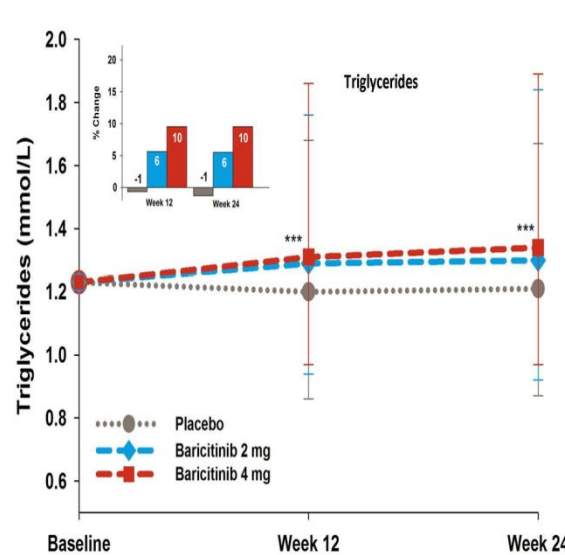 Triglycerides
Triglycerides (mmol/L)
2.0
1.8
1.6
1.4
1.2
1.0
0.8
0.6
% Change
20
15
10
5
0
-1
6
10
-1
6
10
Week 12
Week 24
***
***
Placebo
Baricitinib 2 mg
Baricitinib 4 mg
Baseline
Week 12
Week 24